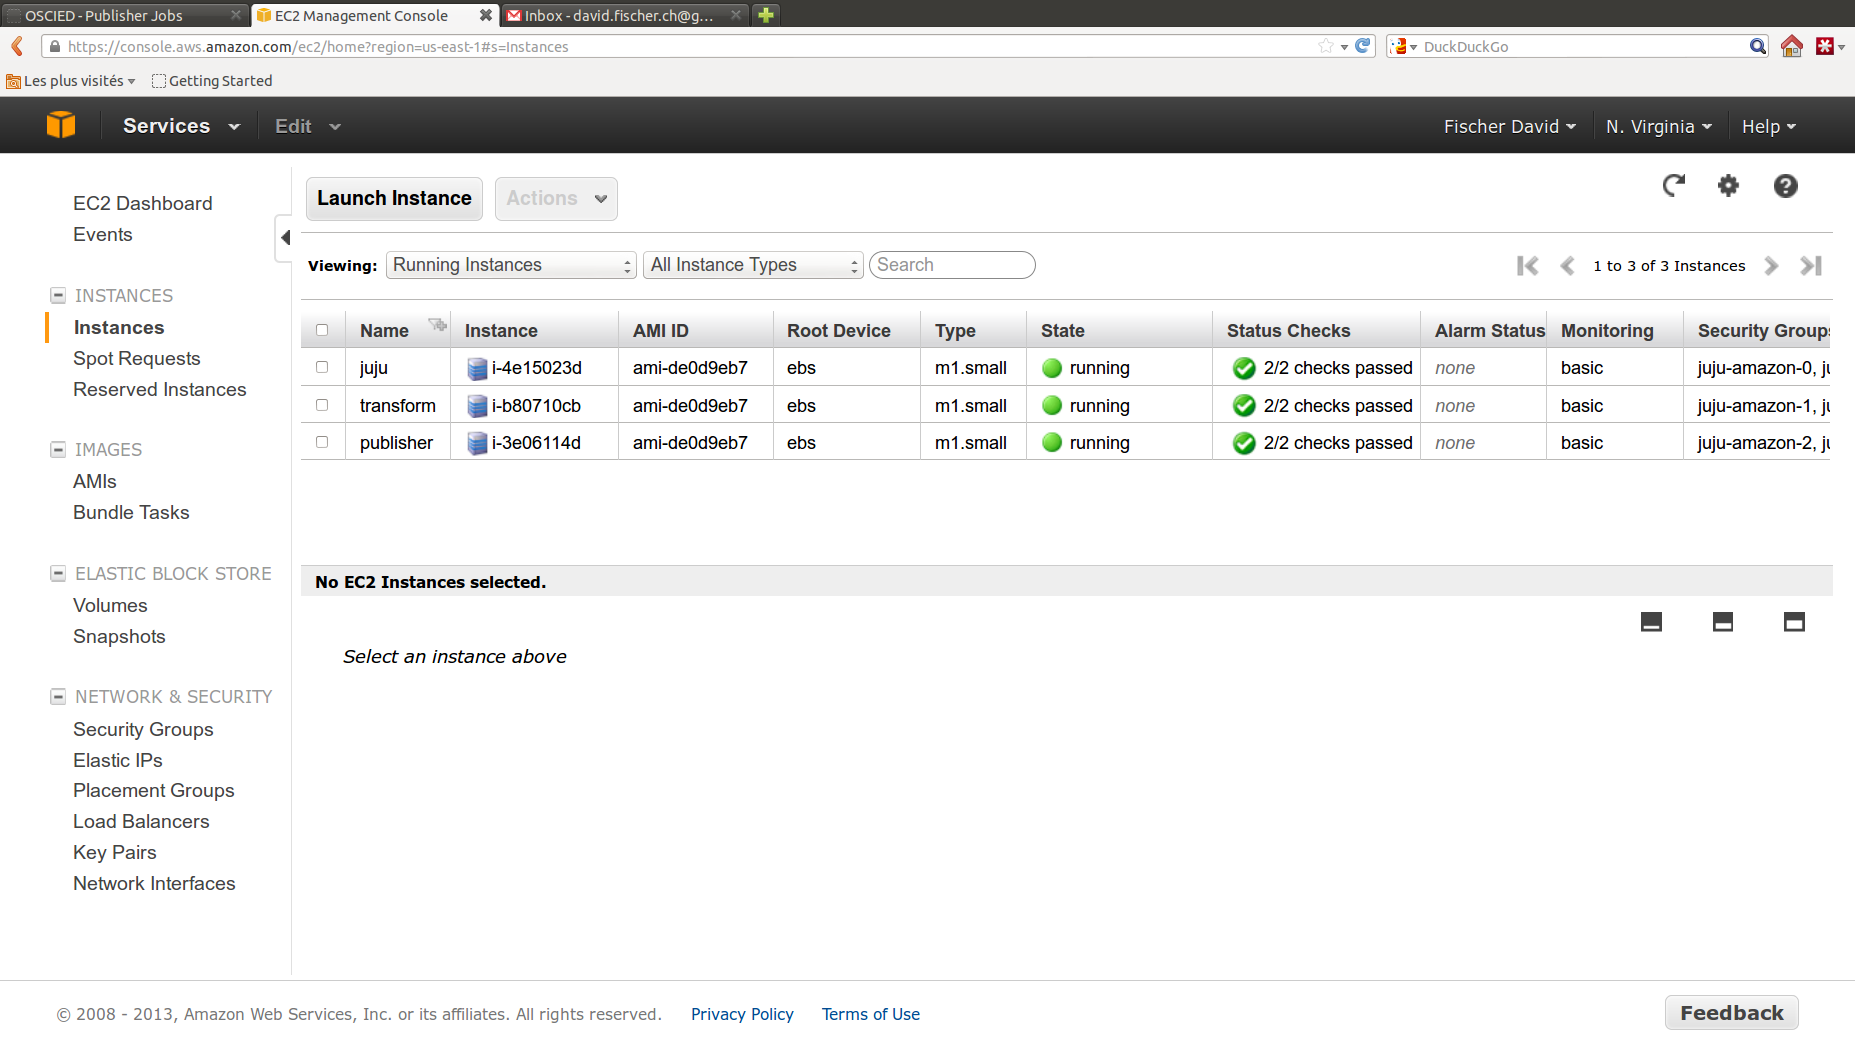 OSCIED - Publisher Jobs
EC2 Management Console
Inbox - david.fischer.ch@g...
https://console.aws.amazon.com/ec2/home?region=us-east-1#s=Instances
DuckDuckGo
Les plus visités
Getting Started
Services
Edit
Fischer David
N. Virginia
Help
EC2 Dashboard
Events
INSTANCES
Instances
Spot Requests
Reserved Instances
IMAGES
AMIs
Bundle Tasks
ELASTIC BLOCK STORE
Volumes
Snapshots
NETWORK & SECURITY
Security Groups
Elastic IPs
Placement Groups
Load Balancers
Key Pairs
Network Interfaces
Launch Instance
Actions
Viewing: Running Instances All Instance Types Search
1 to 3 of 3 Instances
Name Instance AMI ID Root Device Type State Status Checks Alarm Status Monitoring Security Groups
juju i-4e15023d ami-de0d9eb7 ebs m1.small running 2/2 checks passed none basic juju-amazon-0, ju
transform i-b80710cb ami-de0d9eb7 ebs m1.small running 2/2 checks passed none basic juju-amazon-1, ju
publisher i-3e06114d ami-de0d9eb7 ebs m1.small running 2/2 checks passed none basic juju-amazon-2, ju
No EC2 Instances selected.
Select an instance above
© 2008 - 2013, Amazon Web Services, Inc. or its affiliates. All rights reserved. Privacy Policy Terms of Use
Feedback